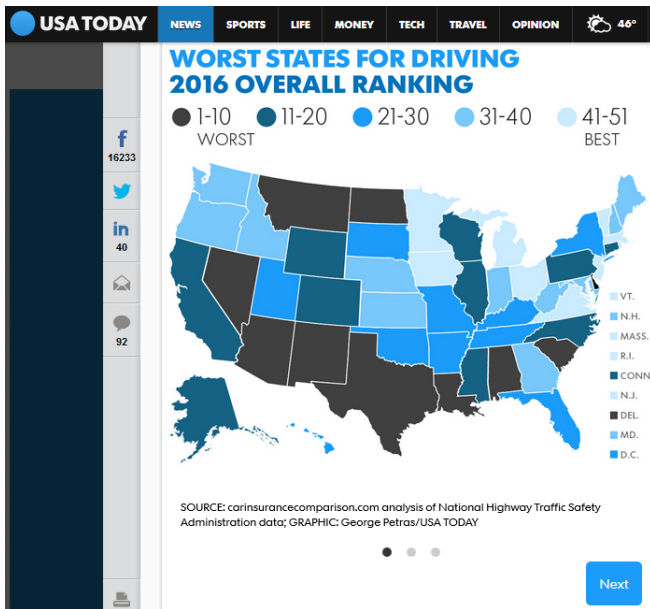 USA TODAY
NEWS SPORTS LIFE MONEY TECH TRAVEL OPINION 46°
WORST STATES FOR DRIVING
2016 OVERALL RANKING
1-10 11-20 21-30 31-40 41-51
WORST BEST
f
16233
in
40
92
VT.
N.H.
MASS.
R.I.
CONN
N.J.
DEL.
MD.
D.C.
SOURCE: carinsurancecomparison.com analysis of National Highway Traffic Safety
Administration data; GRAPHIC: George Petras/USA TODAY
Next